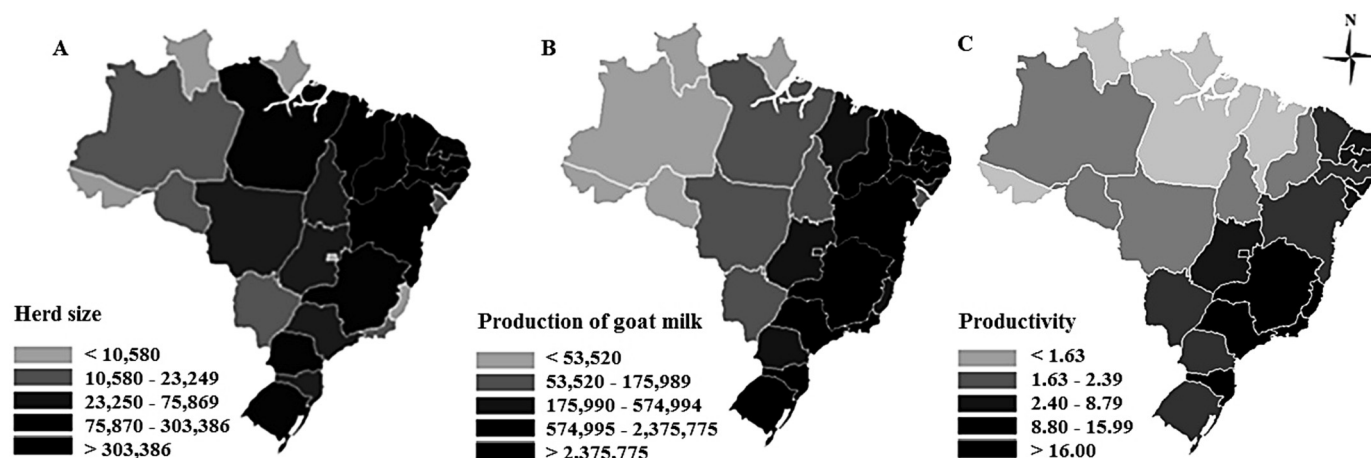 A
Herd size
< 10,580
10,580 - 23,249
23,250 - 75,869
75,870 - 303,386
> 303,386
B
Production of goat milk
< 53,520
53,520 - 175,989
175,990 - 574,994
574,995 - 2,375,775
> 2,375,775
C
N
Productivity
< 1.63
1.63 - 2.39
2.40 - 8.79
8.80 - 15.99
> 16.00